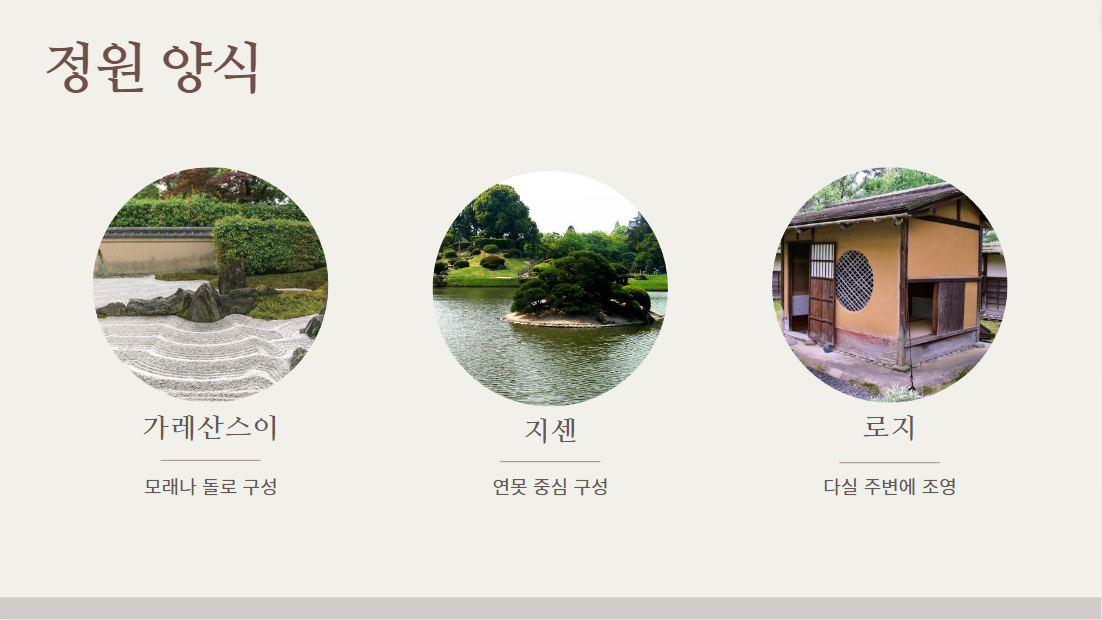 정원 양식
가레산스이
모래나 돌로 구성
지센
연못 중심 구성
로지
다실 주변에 조영